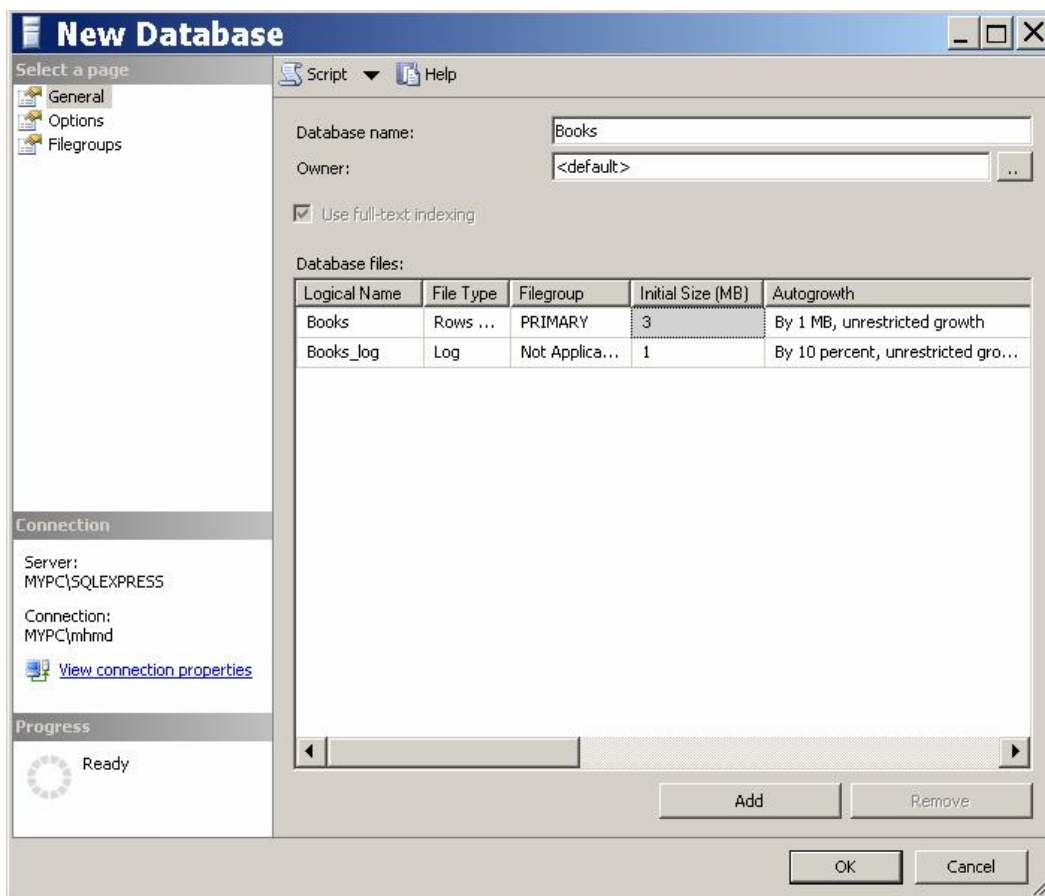 New Database
Select a page
General
Options
Filegroups
Script
Help
Database name:
Books
Owner:
<default>
..
Use full-text indexing
Database files:
Logical Name File Type Filegroup Initial Size (MB) Autogrowth
Books Rows ... PRIMARY 3 By 1 MB, unrestricted growth
Books_log Log Not Applica... 1 By 10 percent, unrestricted gro...
Connection
Server:
MYPC\SQLEXPRESS
Connection:
MYPC\mhmd
View connection properties
Progress
Ready
Add
Remove
OK
Cancel